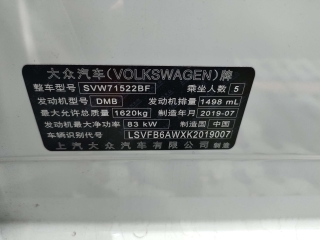 大众汽车(VOLKSWAGEN)牌
整车型号 SVW71522BF 乘坐人数 5
发动机型号 DMB 发动机排量 1498 mL
最大允许总质量 1620kg 制造年月 2019-07
发动机最大净功率 83 kW 制造国 中国
车辆识别代号 LSVFB6AWXK2019007
上汽大众汽车有限公司制造